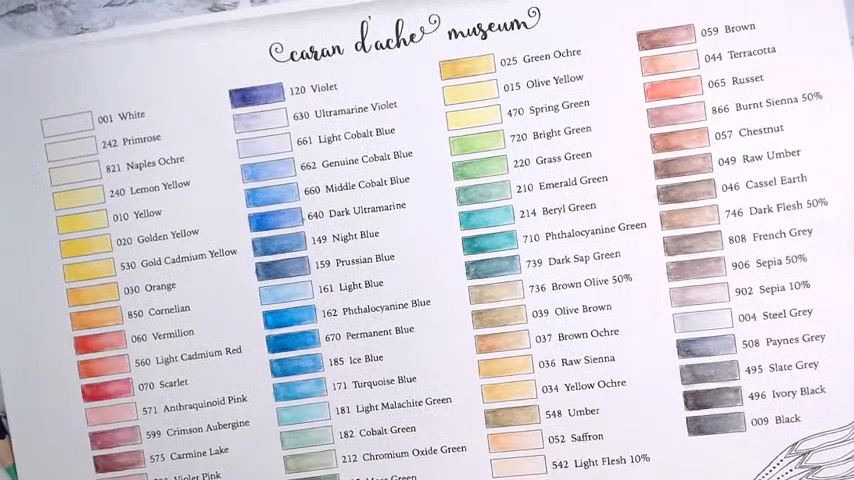 caran d'ache museum
001 White
242 Primrose
821 Naples Ochre
240 Lemon Yellow
010 Yellow
020 Golden Yellow
530 Gold Cadmium Yellow
030 Orange
850 Cornelian
060 Vermilion
560 Light Cadmium Red
070 Scarlet
571 Anthraquinoid Pink
599 Crimson Aubergine
575 Carmine Lake
Violet Pink
120 Violet
630 Ultramarine Violet
661 Light Cobalt Blue
662 Genuine Cobalt Blue
660 Middle Cobalt Blue
640 Dark Ultramarine
149 Night Blue
159 Prussian Blue
161 Light Blue
162 Phthalocyanine Blue
670 Permanent Blue
185 Ice Blue
171 Turquoise Blue
181 Light Malachite Green
182 Cobalt Green
212 Chromium Oxide Green
Moss Green
025 Green Ochre
015 Olive Yellow
470 Spring Green
720 Bright Green
220 Grass Green
210 Emerald Green
214 Beryl Green
710 Phthalocyanine Green
739 Dark Sap Green
736 Brown Olive 50%
039 Olive Brown
037 Brown Ochre
036 Raw Sienna
034 Yellow Ochre
548 Umber
052 Saffron
542 Light Flesh 10%
059 Brown
044 Terracotta
065 Russet
866 Burnt Sienna 50%
057 Chestnut
049 Raw Umber
046 Cassel Earth
746 Dark Flesh 50%
808 French Grey
906 Sepia 50%
902 Sepia 10%
004 Steel Grey
508 Paynes Grey
495 Slate Grey
496 Ivory Black
009 Black